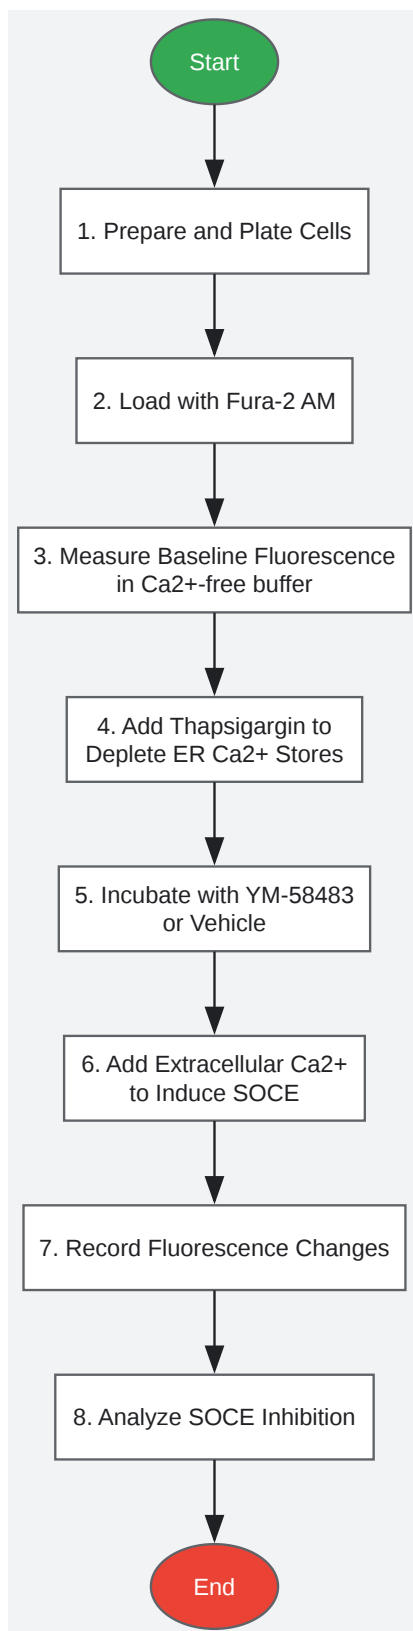 Start
1. Prepare and Plate Cells
2. Load with Fura-2 AM
3. Measure Baseline Fluorescence
in Ca2+-free buffer
4. Add Thapsigargin to
Deplete ER Ca2+ Stores
5. Incubate with YM-58483
or Vehicle
6. Add Extracellular Ca2+
to Induce SOCE
7. Record Fluorescence Changes
8. Analyze SOCE Inhibition
End